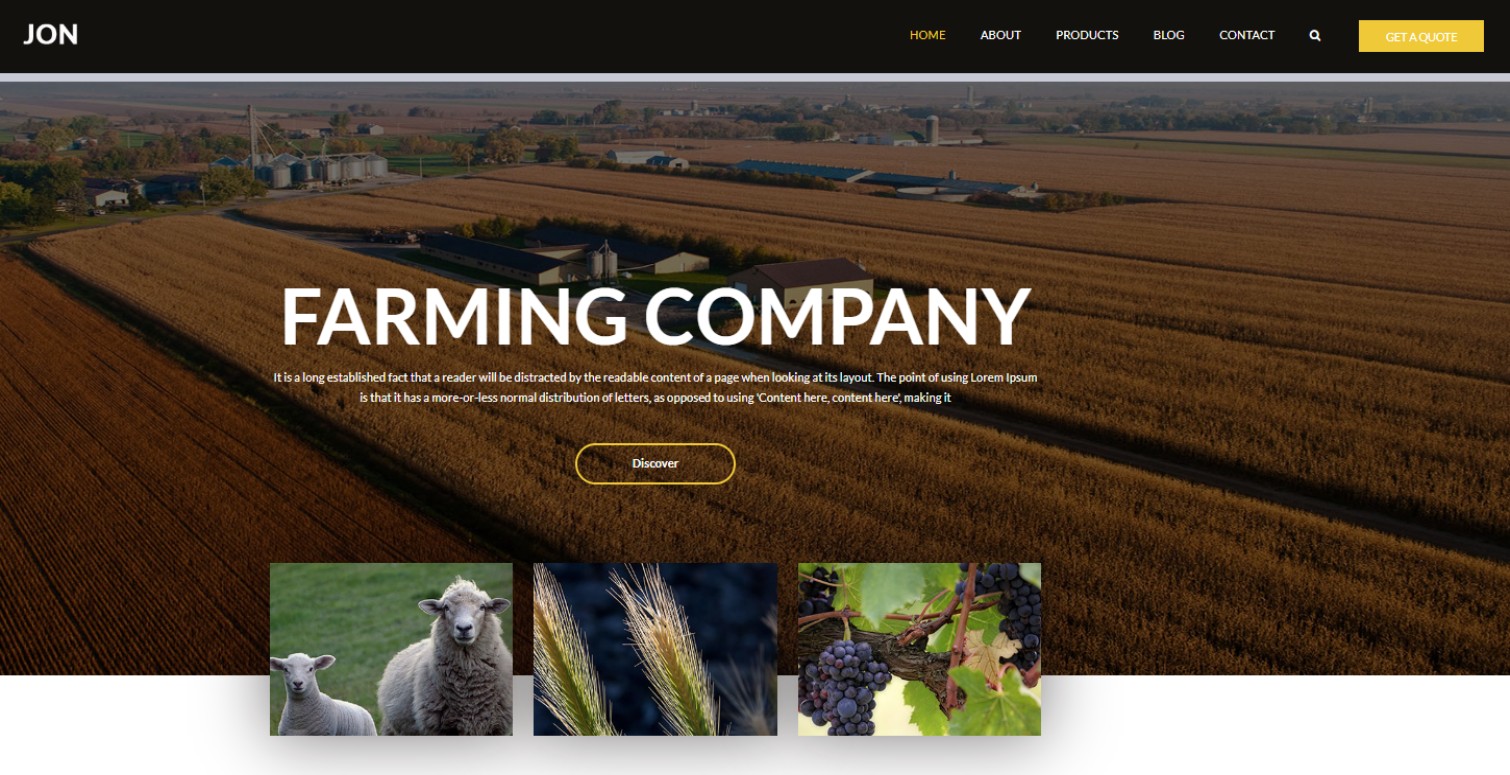 JON
HOME ABOUT PRODUCTS BLOG CONTACT GET A QUOTE
FARMING COMPANY
It is a long established fact that a reader will be distracted by the readable content of a page when looking at its layout. The point of using Lorem Ipsum
is that it has a more-or-less normal distribution of letters, as opposed to using 'Content here, content here', making it
Discover